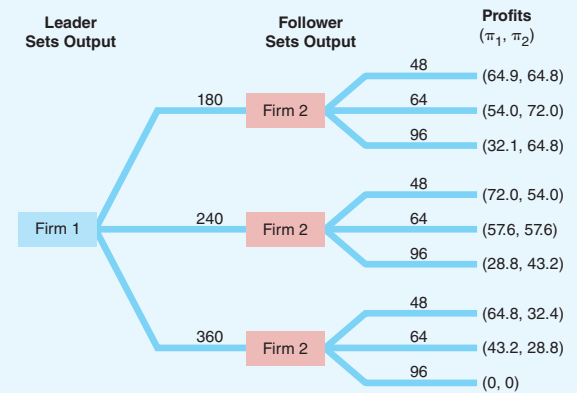 Leader
Sets Output
Follower
Sets Output
Profits
(π1, π2)
48
(64.9, 64.8)
180
Firm 2
64
(54.0, 72.0)
96
(32.1, 64.8)
48
(72.0, 54.0)
Firm 1
240
Firm 2
64
(57.6, 57.6)
96
(28.8, 43.2)
48
(64.8, 32.4)
360
Firm 2
64
(43.2, 28.8)
96
(0, 0)